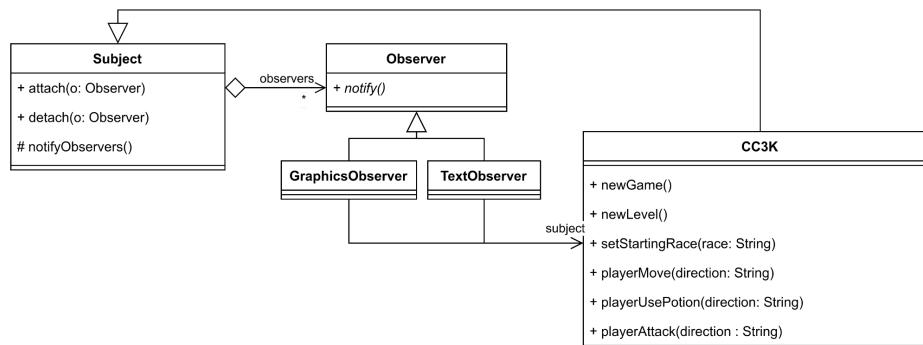 Subject
+ attach(o: Observer)
+ detach(o: Observer)
# notifyObservers()
observers
*
Observer
+ notify()
GraphicsObserver
TextObserver
subject
CC3K
+ newGame()
+ newLevel()
+ setStartingRace(race: String)
+ playerMove(direction: String)
+ playerUsePotion(direction: String)
+ playerAttack(direction : String)